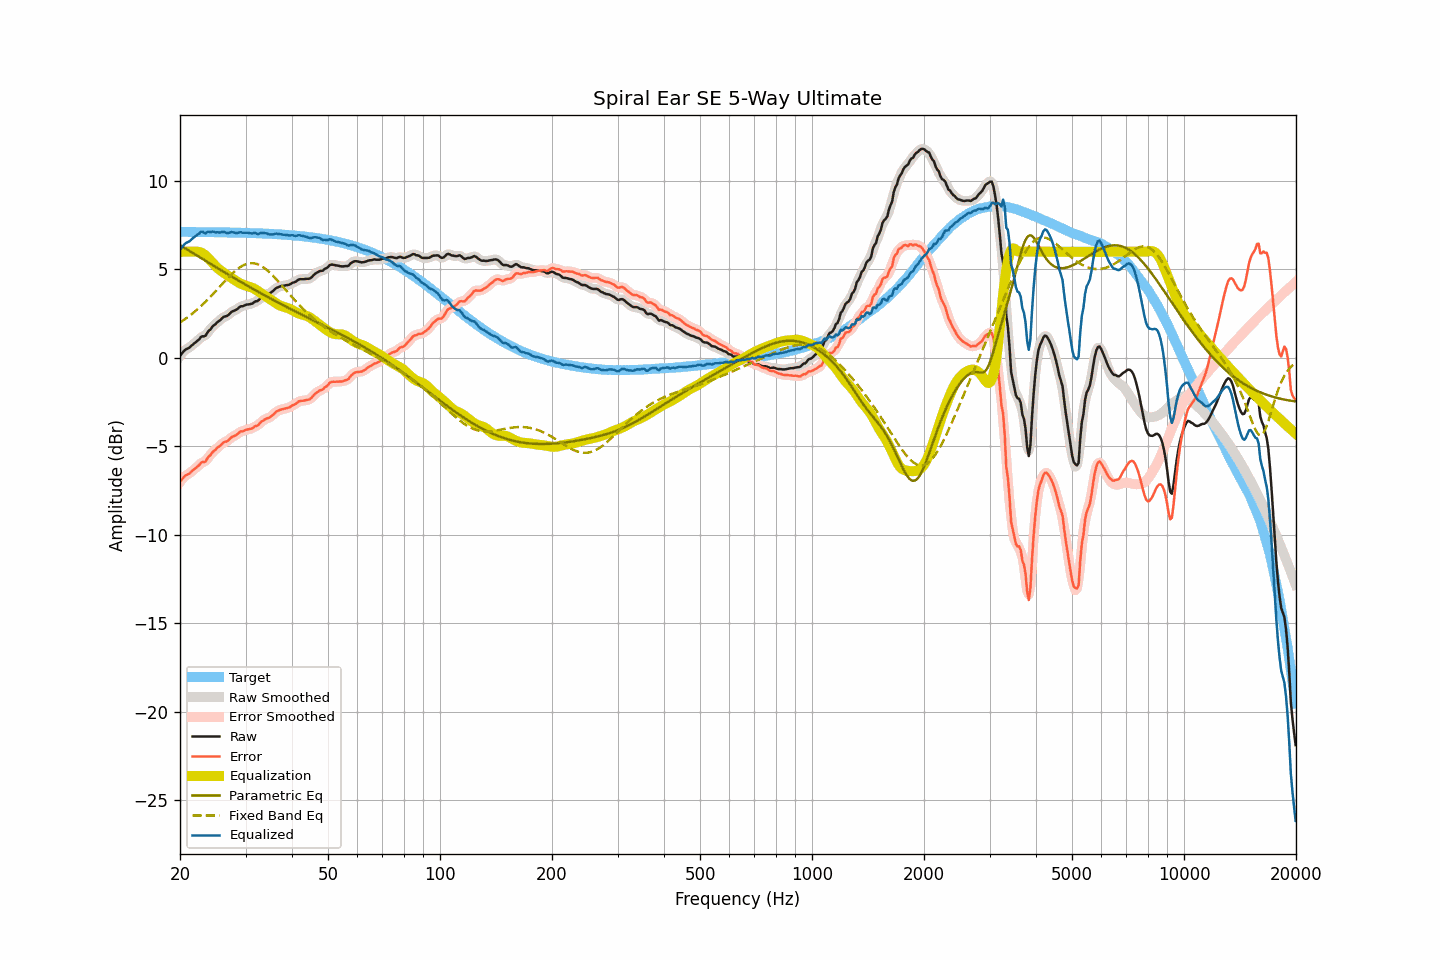 Spiral Ear SE 5-Way Ultimate
Amplitude (dBr)
10
5
0
−5
−10
−15
−20
−25
Target
Raw Smoothed
Error Smoothed
Raw
Error
Equalization
Parametric Eq
Fixed Band Eq
Equalized
20 50 100 200 500 1000 2000 5000 10000 20000
Frequency (Hz)